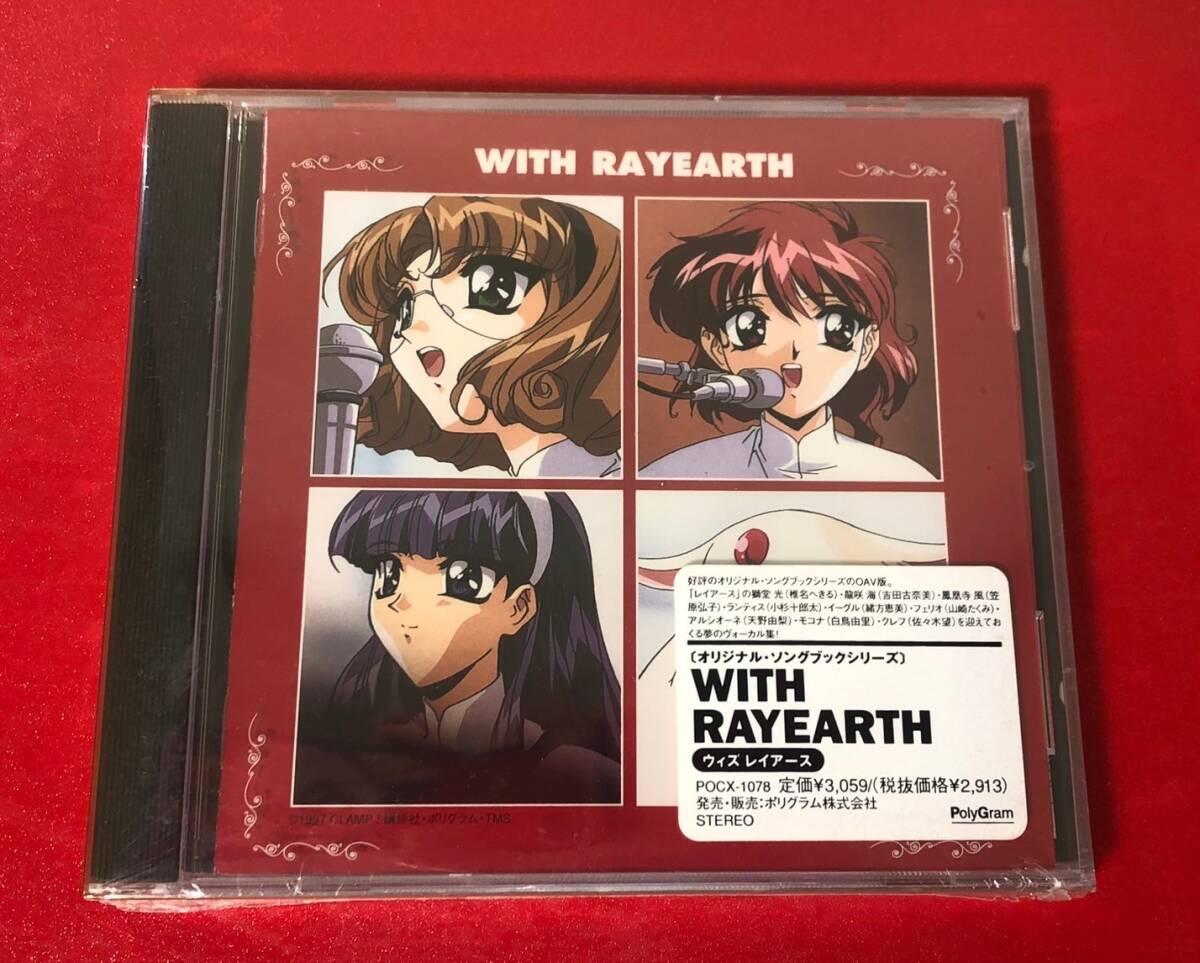 WITH RAYEARTH
好評のオリジナル・ソングブックシリーズのOAV版。
「レイアース」の獅堂 光(椎名へきる)・龍咲 海(吉田古奈美)・鳳凰寺 風(笠
原弘子)・ランティス(小杉十郎太)・イーグル(緒方恵美)・フェリオ(山崎たくみ)・
アルシオーネ(天野由梨)・モコナ(白鳥由里)・クレフ(佐々木望)を迎えてお
くる夢のヴォーカル集!
〔オリジナル・ソングブックシリーズ〕
WITH
RAYEARTH
ウィズ レイアース
POCX-1078 定価¥3,059/(税抜価格¥2,913)
発売・販売:ポリグラム株式会社
STEREO
PolyGram
©1997 CLAMP・講談社・ポリグラム・TMS